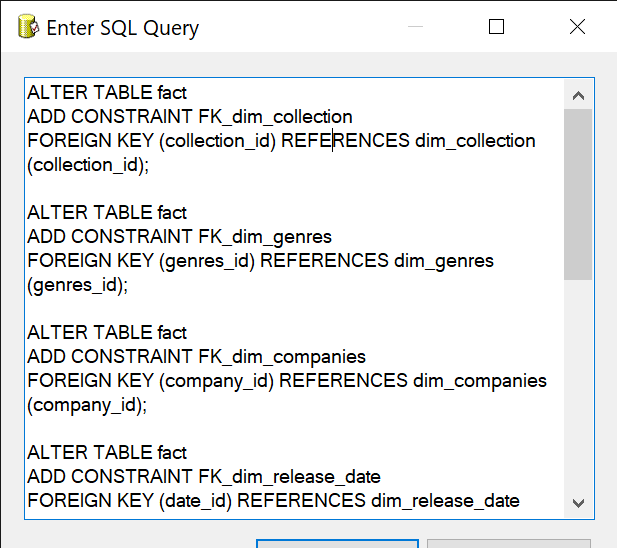 Enter SQL Query
ALTER TABLE fact
ADD CONSTRAINT FK_dim_collection
FOREIGN KEY (collection_id) REFERENCES dim_collection
(collection_id);
ALTER TABLE fact
ADD CONSTRAINT FK_dim_genres
FOREIGN KEY (genres_id) REFERENCES dim_genres
(genres_id);
ALTER TABLE fact
ADD CONSTRAINT FK_dim_companies
FOREIGN KEY (company_id) REFERENCES dim_companies
(company_id);
ALTER TABLE fact
ADD CONSTRAINT FK_dim_release_date
FOREIGN KEY (date_id) REFERENCES dim_release_date